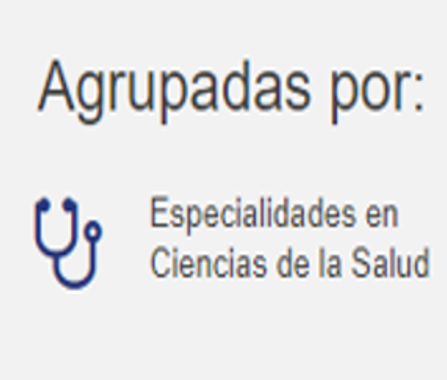 Agrupadas por:
Especialidades en
Ciencias de la Salud